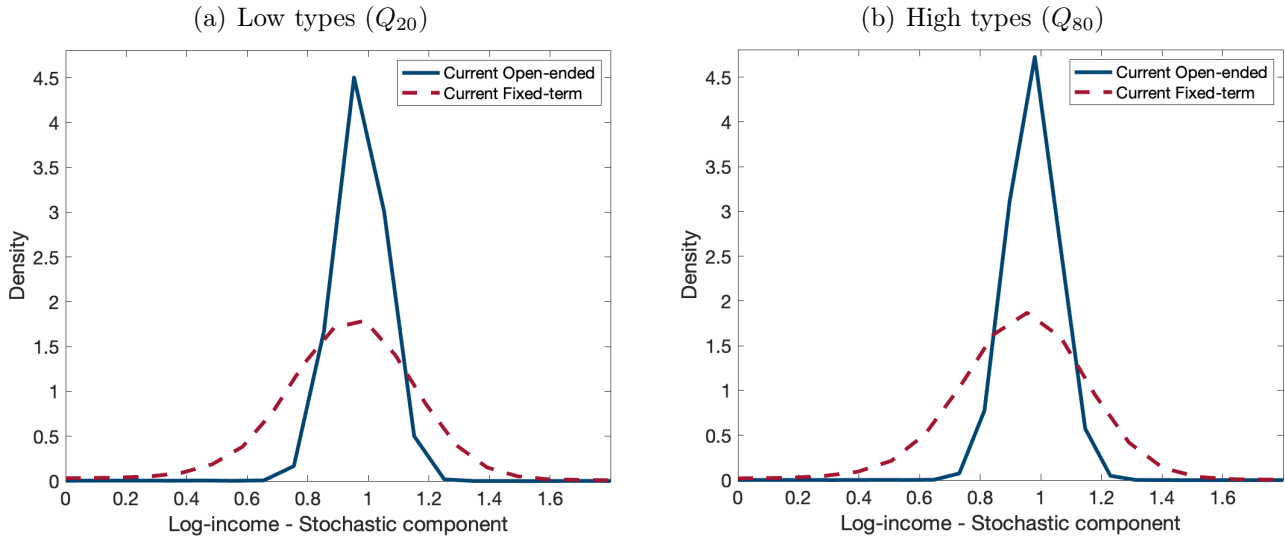 (a) Low types (Q20)
4.5
4
3.5
3
2.5
2
1.5
1
0.5
0
Density
Current Open-ended
Current Fixed-term
0 0.2 0.4 0.6 0.8 1 1.2 1.4 1.6
Log-income - Stochastic component
(b) High types (Q80)
4.5
4
3.5
3
2.5
2
1.5
1
0.5
0
Density
Current Open-ended
Current Fixed-term
0 0.2 0.4 0.6 0.8 1 1.2 1.4 1.6
Log-income - Stochastic component